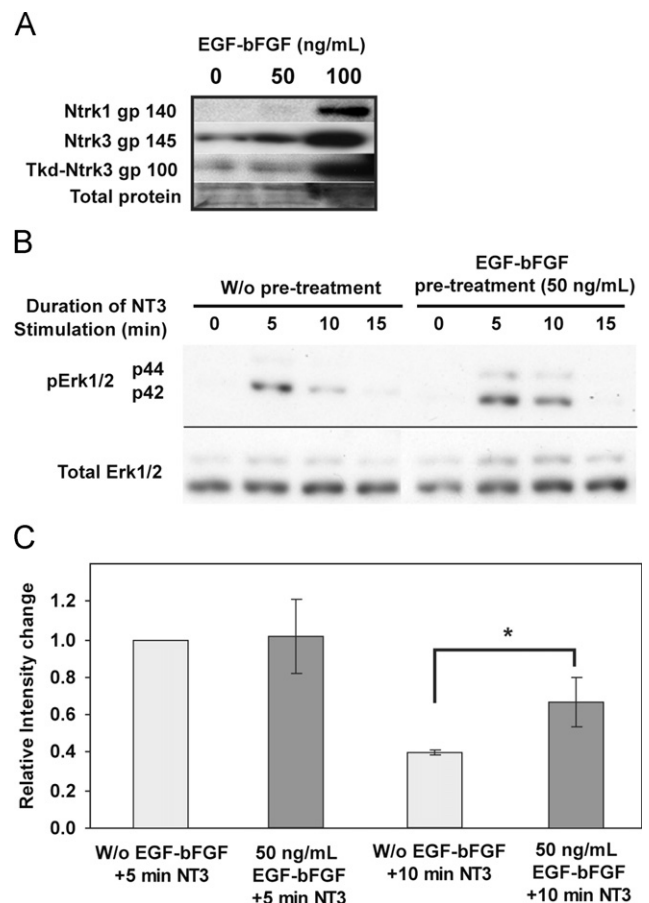 A
EGF-bFGF (ng/mL)
0 50 100
Ntrk1 gp 140
Ntrk3 gp 145
Tkd-Ntrk3 gp 100
Total protein
B
EGF-bFGF
W/o pre-treatment pre-treatment (50 ng/mL)
Duration of NT3
Stimulation (min)
0 5 10 15 0 5 10 15
pErk1/2
p44
p42
Total Erk1/2
C
Relative Intensity change
1.2
1.0
0.8
0.6
0.4
0.2
0.0
*
W/o EGF-bFGF
+5 min NT3
50 ng/mL
EGF-bFGF
+5 min NT3
W/o EGF-bFGF
+10 min NT3
50 ng/mL
EGF-bFGF
+10 min NT3